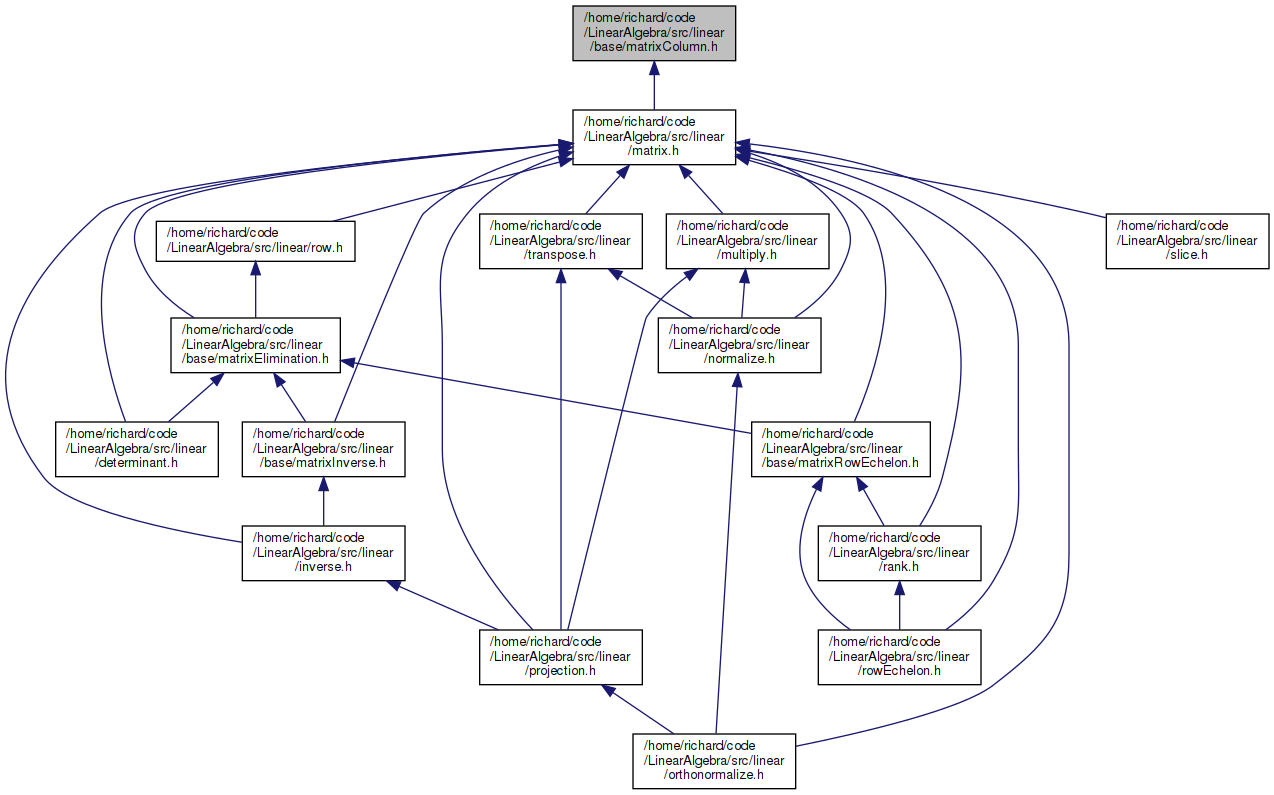 /home/richard/code
/LinearAlgebra/src/linear
/base/matrixColumn.h
/home/richard/code
/LinearAlgebra/src/linear
/matrix.h
/home/richard/code
/LinearAlgebra/src/linear/row.h
/home/richard/code
/LinearAlgebra/src/linear
/transpose.h
/home/richard/code
/LinearAlgebra/src/linear
/multiply.h
/home/richard/code
/LinearAlgebra/src/linear
/slice.h
/home/richard/code
/LinearAlgebra/src/linear
/base/matrixElimination.h
/home/richard/code
/LinearAlgebra/src/linear
/normalize.h
/home/richard/code
/LinearAlgebra/src/linear
/determinant.h
/home/richard/code
/LinearAlgebra/src/linear
/base/matrixInverse.h
/home/richard/code
/LinearAlgebra/src/linear
/base/matrixRowEchelon.h
/home/richard/code
/LinearAlgebra/src/linear
/inverse.h
/home/richard/code
/LinearAlgebra/src/linear
/rank.h
/home/richard/code
/LinearAlgebra/src/linear
/projection.h
/home/richard/code
/LinearAlgebra/src/linear
/rowEchelon.h
/home/richard/code
/LinearAlgebra/src/linear
/orthonormalize.h